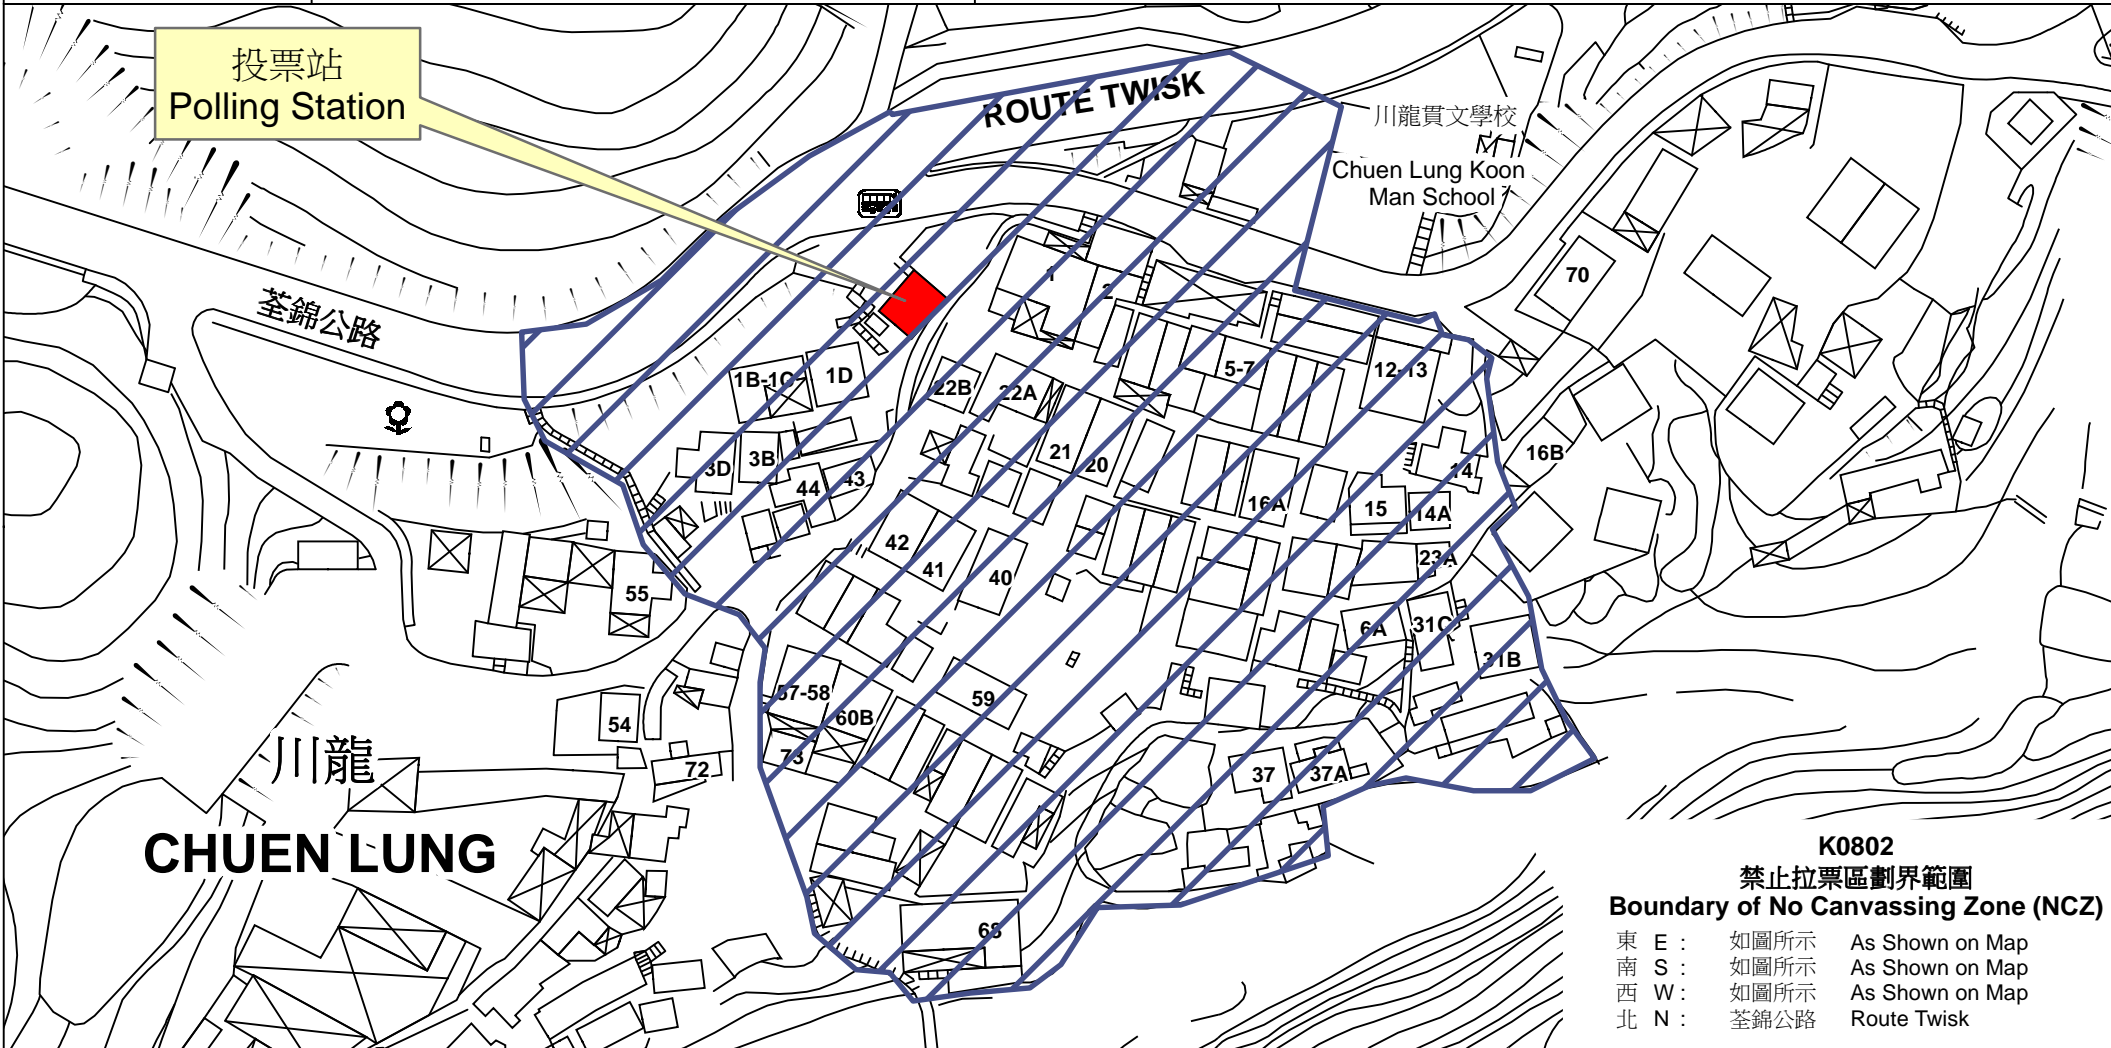 投票站
Polling Station
ROUTE TWISK
川龍貫文學校
Chuen Lung Koon
Man School
荃錦公路
70
1
2
5-7
12-13
1B-1C
1D
22B
22A
3D
3B
44
43
21
20
16A
15
14
14A
16B
23A
42
41
40
55
6A
31C
31B
57-58
60B
59
73
54
72
37
37A
68
川龍
CHUEN LUNG
K0802
禁止拉票區劃界範圍
Boundary of No Canvassing Zone (NCZ)
東 E : 如圖所示 As Shown on Map
南 S : 如圖所示 As Shown on Map
西 W : 如圖所示 As Shown on Map
北 N : 荃錦公路 Route Twisk